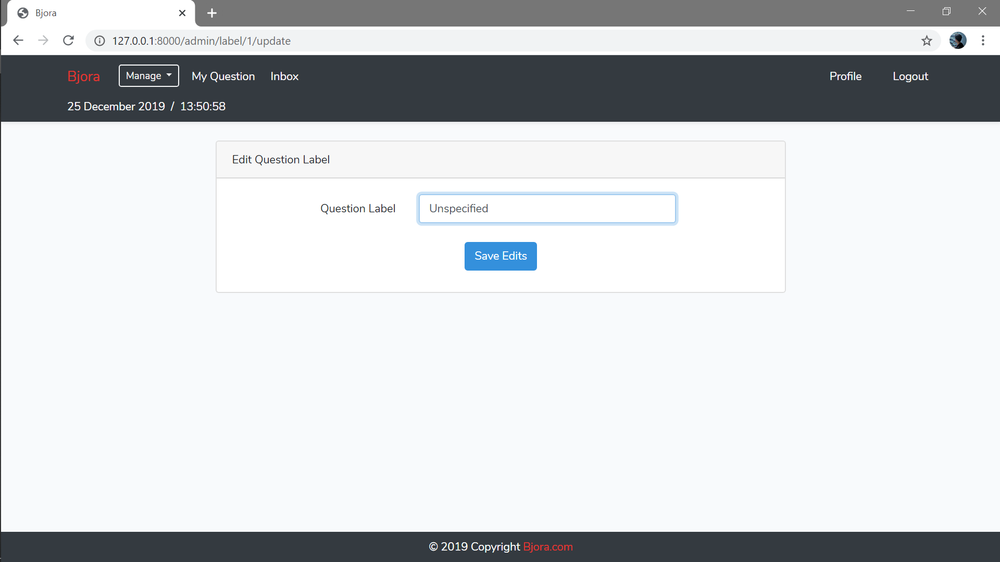 Bjora
127.0.0.1:8000/admin/label/1/update
Bjora Manage My Question Inbox Profile Logout
25 December 2019 / 13:50:58
Edit Question Label
Question Label Unspecified
Save Edits
© 2019 Copyright Bjora.com